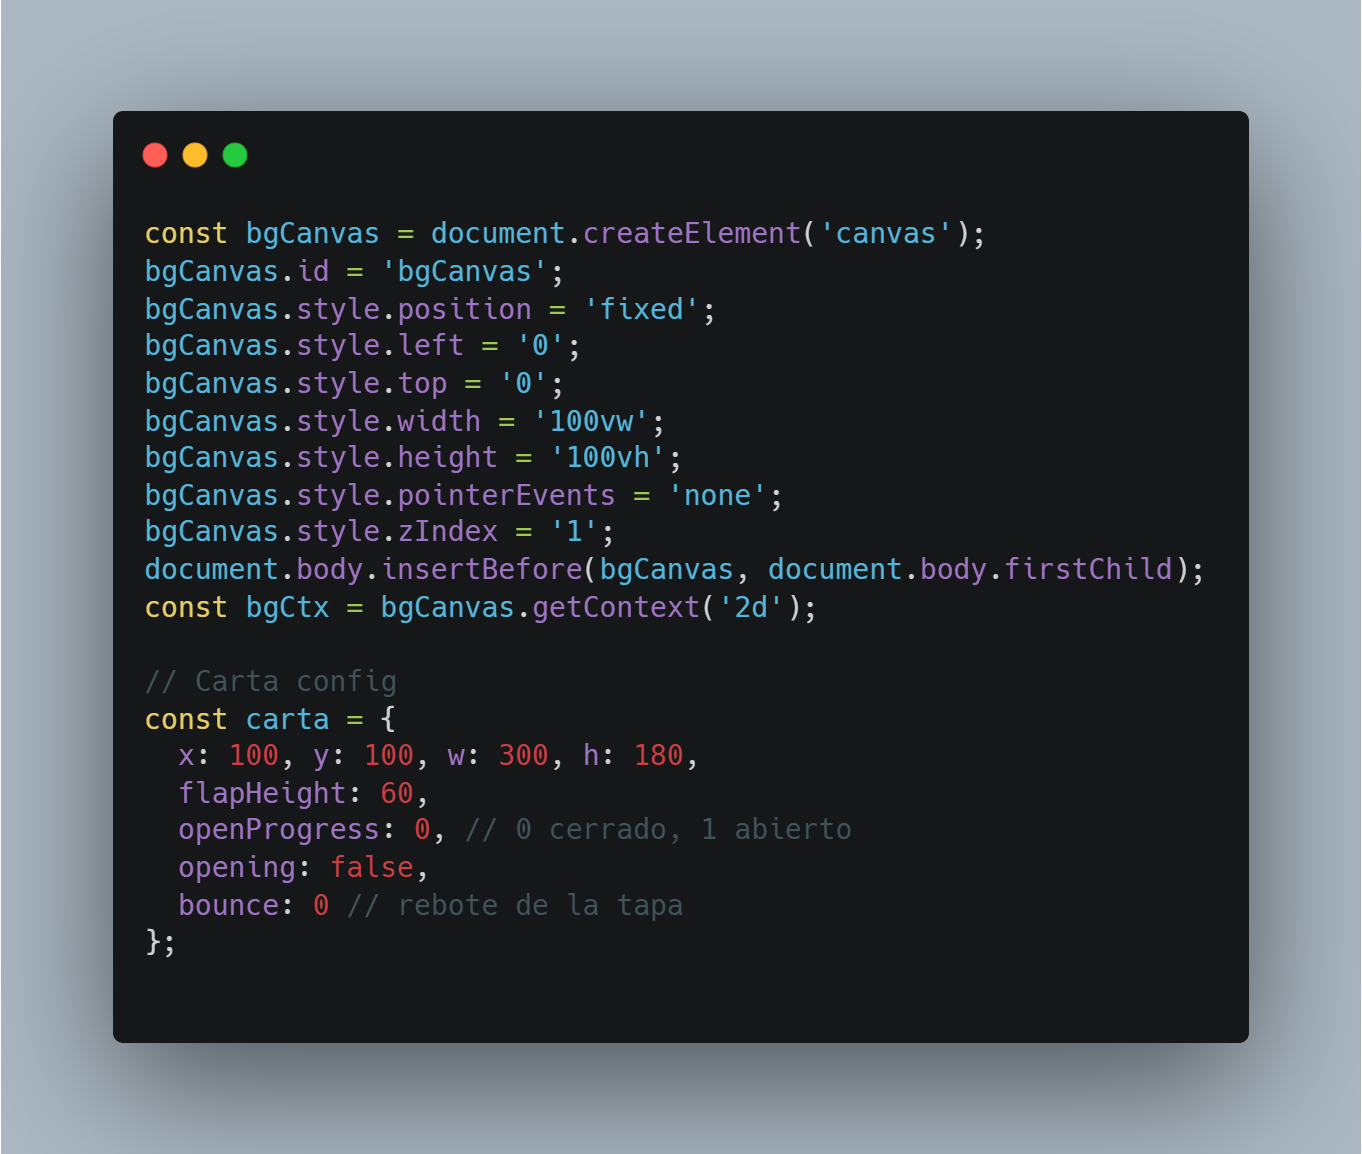 const bgCanvas = document.createElement('canvas');
bgCanvas.id = 'bgCanvas';
bgCanvas.style.position = 'fixed';
bgCanvas.style.left = '0';
bgCanvas.style.top = '0';
bgCanvas.style.width = '100vw';
bgCanvas.style.height = '100vh';
bgCanvas.style.pointerEvents = 'none';
bgCanvas.style.zIndex = '1';
document.body.insertBefore(bgCanvas, document.body.firstChild);
const bgCtx = bgCanvas.getContext('2d');

// Carta config
const carta = {
  x: 100, y: 100, w: 300, h: 180,
  flapHeight: 60,
  openProgress: 0, // 0 cerrado, 1 abierto
  opening: false,
  bounce: 0 // rebote de la tapa
};